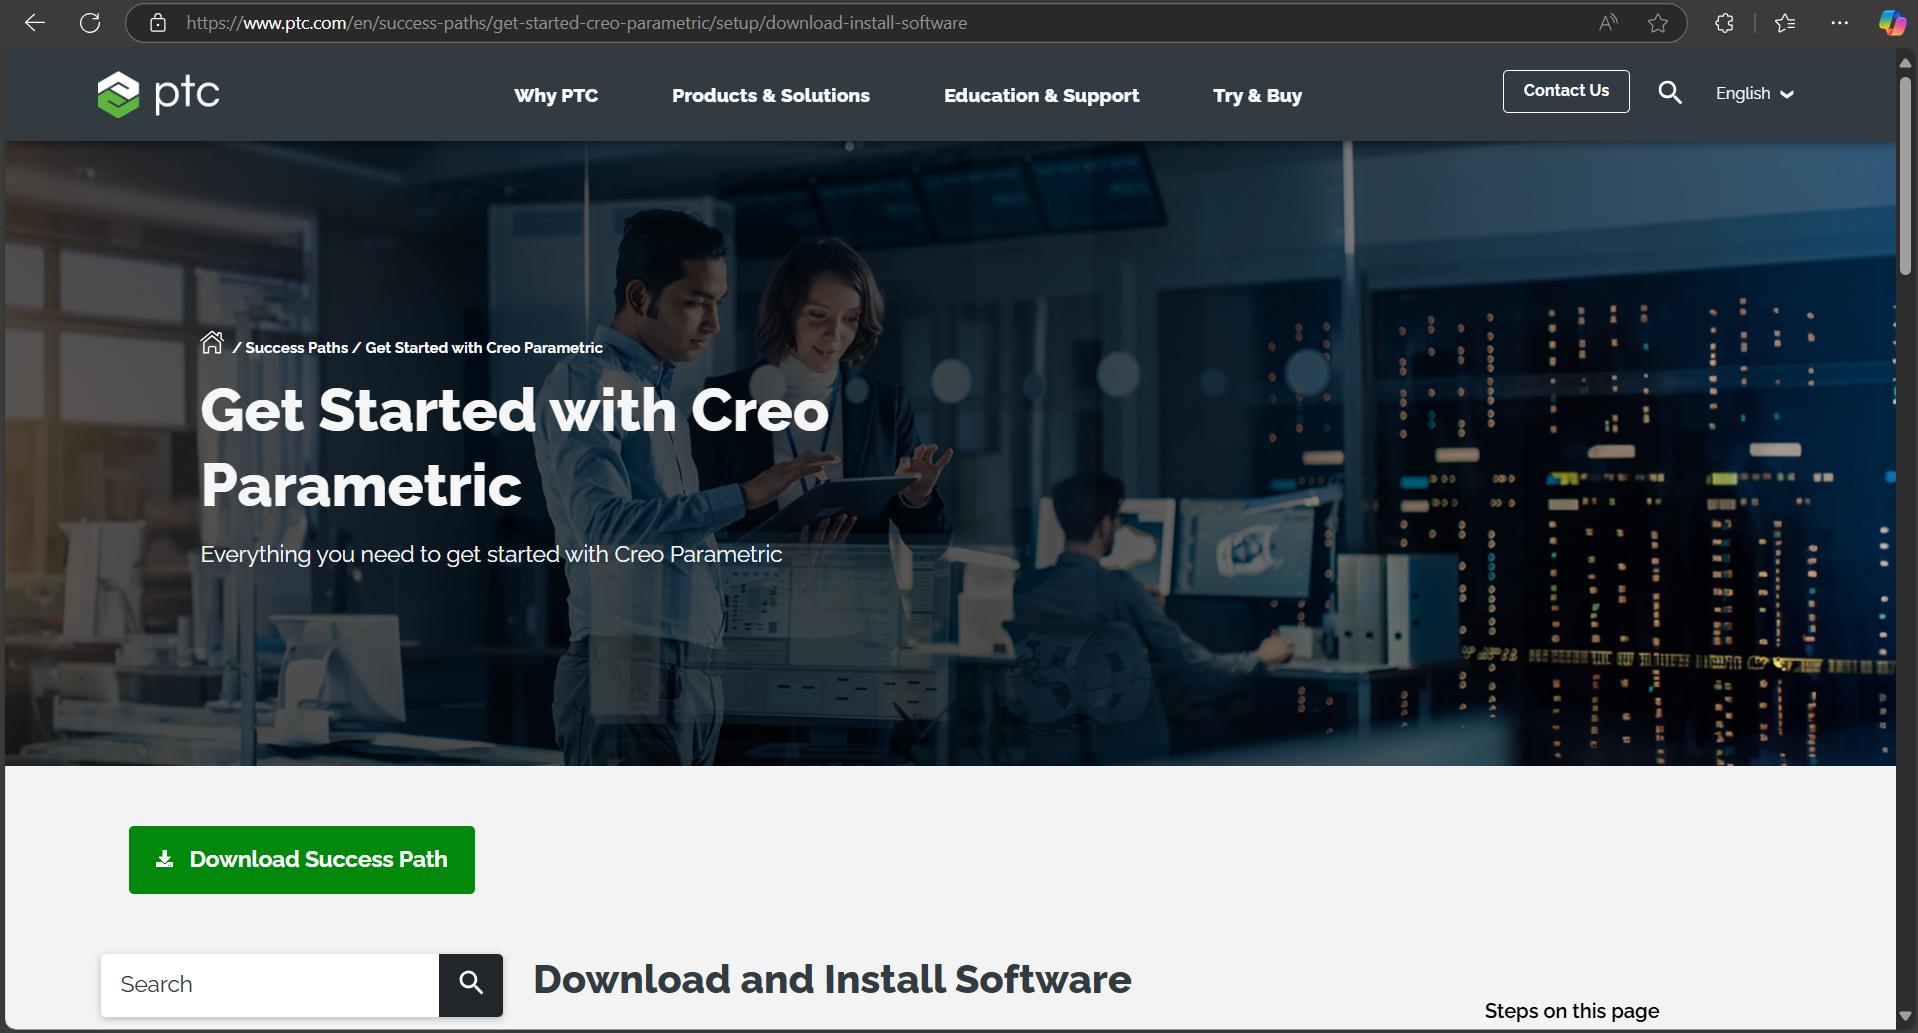 https://www.ptc.com/en/success-paths/get-started-creo-parametric/setup/download-install-software
ptc
Why PTC
Products & Solutions
Education & Support
Try & Buy
Contact Us
English
/ Success Paths / Get Started with Creo Parametric
Get Started with Creo
Parametric
Everything you need to get started with Creo Parametric
Download Success Path
Search
Download and Install Software
Steps on this page